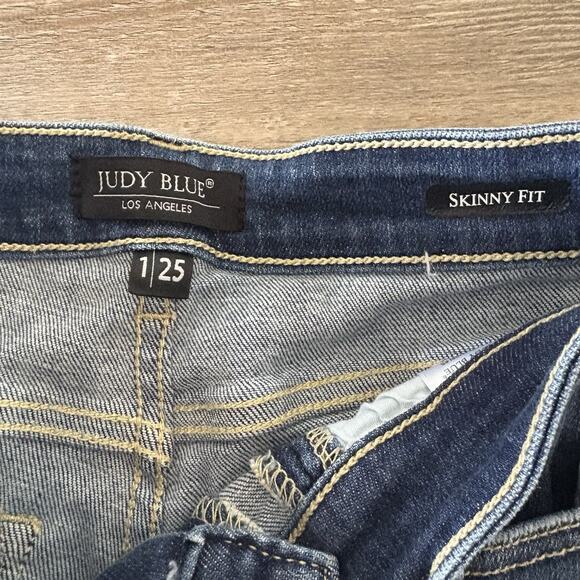 JUDY BLUE®
LOS ANGELES
SKINNY FIT
1|25